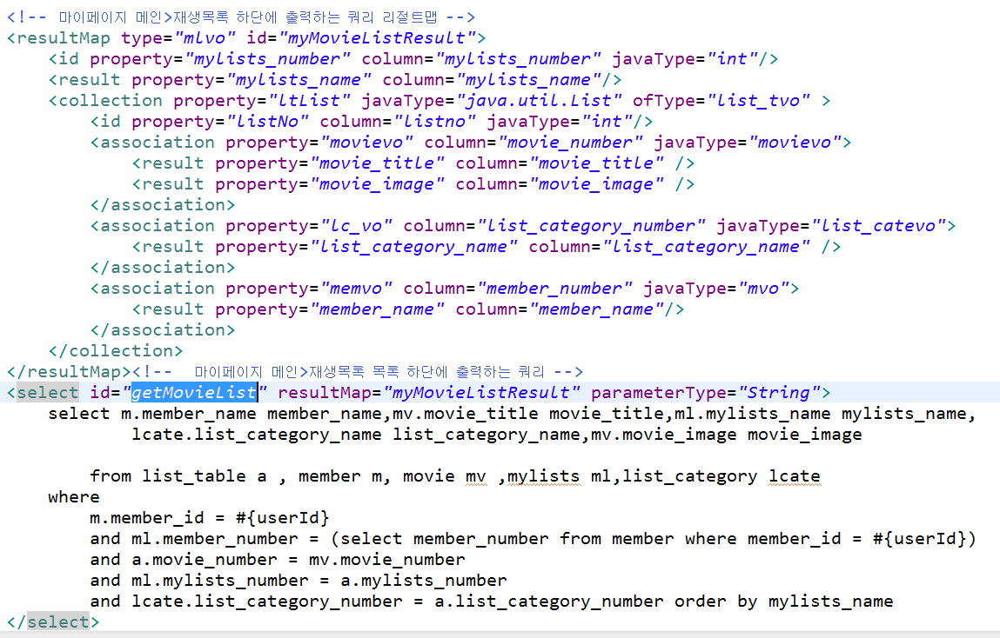 <!-- 마이페이지 메인>재생목록 하단에 출력하는 쿼리 리절트맵 -->
<resultMap type="mlvo" id="myMovieListResult">
    <id property="mylists_number" column="mylists_number" javaType="int"/>
    <result property="mylists_name" column="mylists_name"/>
    <collection property="ltList" javaType="java.util.List" ofType="list_tvo" >
        <id property="listNo" column="listno" javaType="int"/>
        <association property="movievo" column="movie_number" javaType="movievo">
            <result property="movie_title" column="movie_title" />
            <result property="movie_image" column="movie_image" />
        </association>
        <association property="lc_vo" column="list_category_number" javaType="list_catevo">
            <result property="list_category_name" column="list_category_name" />
        </association>
        <association property="memvo" column="member_number" javaType="mvo">
            <result property="member_name" column="member_name"/>
        </association>
    </collection>
</resultMap><!--  마이페이지 메인>재생목록 목록 하단에 출력하는 쿼리 -->
<select id="getMovieList" resultMap="myMovieListResult" parameterType="String">
    select m.member_name member_name,mv.movie_title movie_title,ml.mylists_name mylists_name,
            lcate.list_category_name list_category_name,mv.movie_image movie_image
        from list_table a , member m, movie mv ,mylists ml,list_category lcate
    where
        m.member_id = #{userId}
        and ml.member_number = (select member_number from member where member_id = #{userId})
        and a.movie_number = mv.movie_number
        and ml.mylists_number = a.mylists_number
        and lcate.list_category_number = a.list_category_number order by mylists_name
</select>